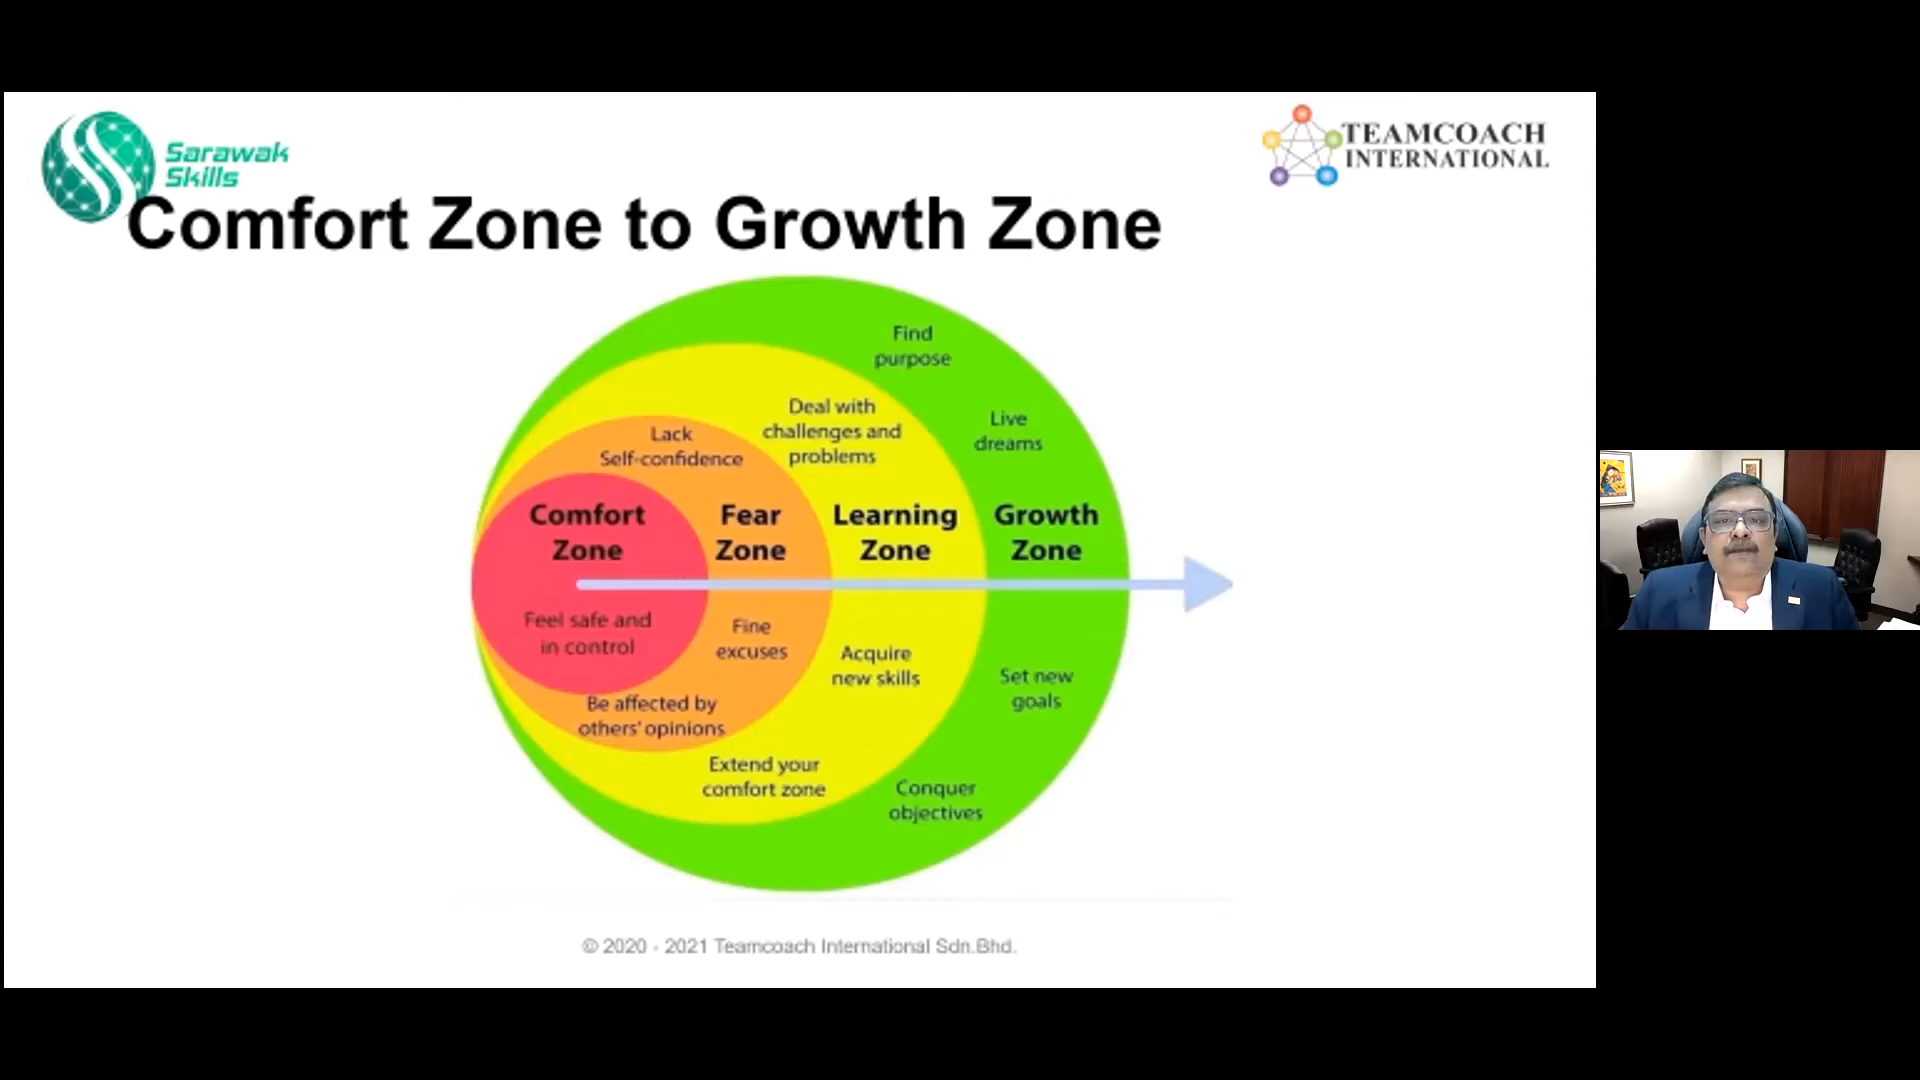 Sarawak
Skills
TEAMCOACH
INTERNATIONAL
Comfort Zone to Growth Zone
Find
purpose
Live
dreams
Deal with
challenges and
problems
Lack
Self-confidence
Comfort
Zone
Fear
Zone
Learning
Zone
Growth
Zone
Feel safe and
in control
Fine
excuses
Acquire
new skills
Set new
goals
Be affected by
others' opinions
Extend your
comfort zone
Conquer
objectives
© 2020 - 2021 Teamcoach International Sdn.Bhd.